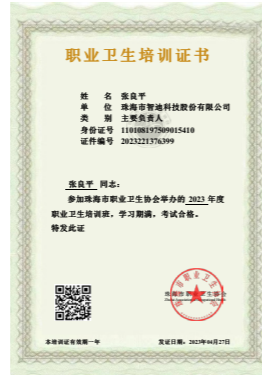 职业卫生培训证书
姓 名 张良平
单 位 珠海市智迪科技股份有限公司
类 别 主要负责人
身份证号 110108197509015410
证件编号 2023221376399
张良平 同志:
参加珠海市职业卫生协会举办的 2023 年度
职业卫生培训班,学习期满,考试合格。
特发此证
本培训证有效期一年
发证日期:2023年04月27日